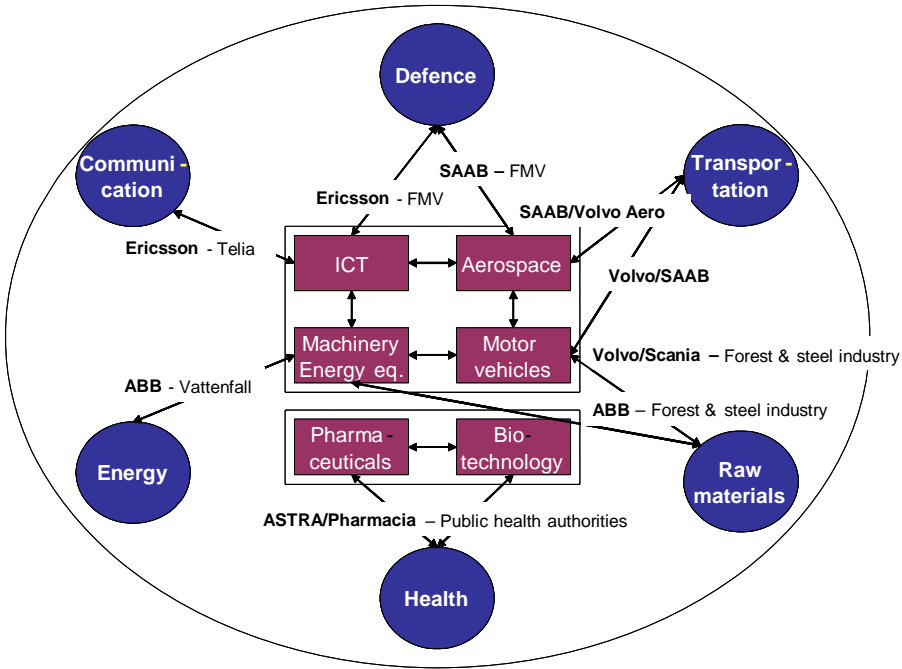 Defence
Communi -
cation
Transpor -
tation
SAAB – FMV
Ericsson - FMV
SAAB/Volvo Aero
Ericsson - Telia
ICT
Aerospace
Volvo/SAAB
Machinery
Energy eq.
Motor
vehicles
Volvo/Scania – Forest & steel industry
ABB - Vattenfall
ABB – Forest & steel industry
Pharma -
ceuticals
Bio-
technology
Energy
Raw
materials
ASTRA/Pharmacia – Public health authorities
Health